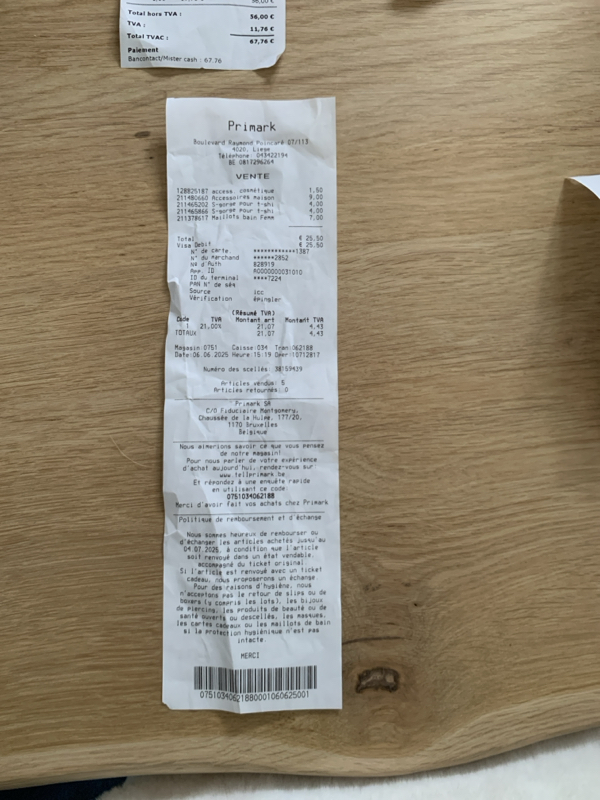 Total hors TVA : 56,00 €
TVA : 11,76 €
Total TVAC : 67,76 €
Paiement
Bancontact/Mister cash : 67.76
Primark
Boulevard Raymond Poincaré 07/113
4020, Liege
Téléphone: 043422194
BE 0817296264
VENTE
128825187 access. cosmétique 1,50
211480660 Accessoires maison 9,00
211465202 S-gorge pour t-shi 4,00
211465866 S-gorge pour t-shi 4,00
211378617 Maillots bain Femm 7,00
Total € 25,50
Visa Debit € 25,50
N° de carte. ************1387
N° du marchand ******2852
N° d'Auth 828919
App. ID A0000000031010
ID du terminal ****7224
PAN N° de séq
Source icc
Vérification épingler
(Résumé TVA)
Code TVA Montant art Montant TVA
1 21,00% 21,07 4,43
TOTAUX 21,07 4,43
Magasin:0751 Caisse:034 Tran:062188
Date:06.06.2025 Heure:15:19 Oper:10712817
Numéro des scellés: 38159439
Articles vendus: 5
Articles retournés: 0
Primark SA
C/O Fiduciaire Montgomery,
Chaussée de la Hulpe, 177/20,
1170 Bruxelles
Belgique
Nous aimerions savoir ce que vous pensez
de notre magasin!
Pour nous parler de votre expérience
d'achat aujourd'hui, rendez-vous sur
www.tellprimark.be
Et répondez à une enquête rapide
en utilisant ce code:
0751034062188
Merci d'avoir fait vos achats chez Primark
Politique de remboursement et d'échange
Nous sommes heureux de rembourser ou
d'échanger les articles achetés jusqu'au
04.07.2025, à condition que l'article
soit renvoyé dans un état vendable,
accompagné du ticket original.
Si l'article est renvoyé avec un ticket
cadeau, nous proposerons un échange.
Pour des raisons d'hygiène, nous
n'acceptons pas le retour de slips ou de
boxers (y compris les lots), les bijoux
de piercing, les produits de beauté ou de
santé ouverts ou descellés, les masques,
les cartes cadeaux ou les maillots de bain
si la protection hygiénique n'est pas
intacte
MERCI
07510340621880001060625001